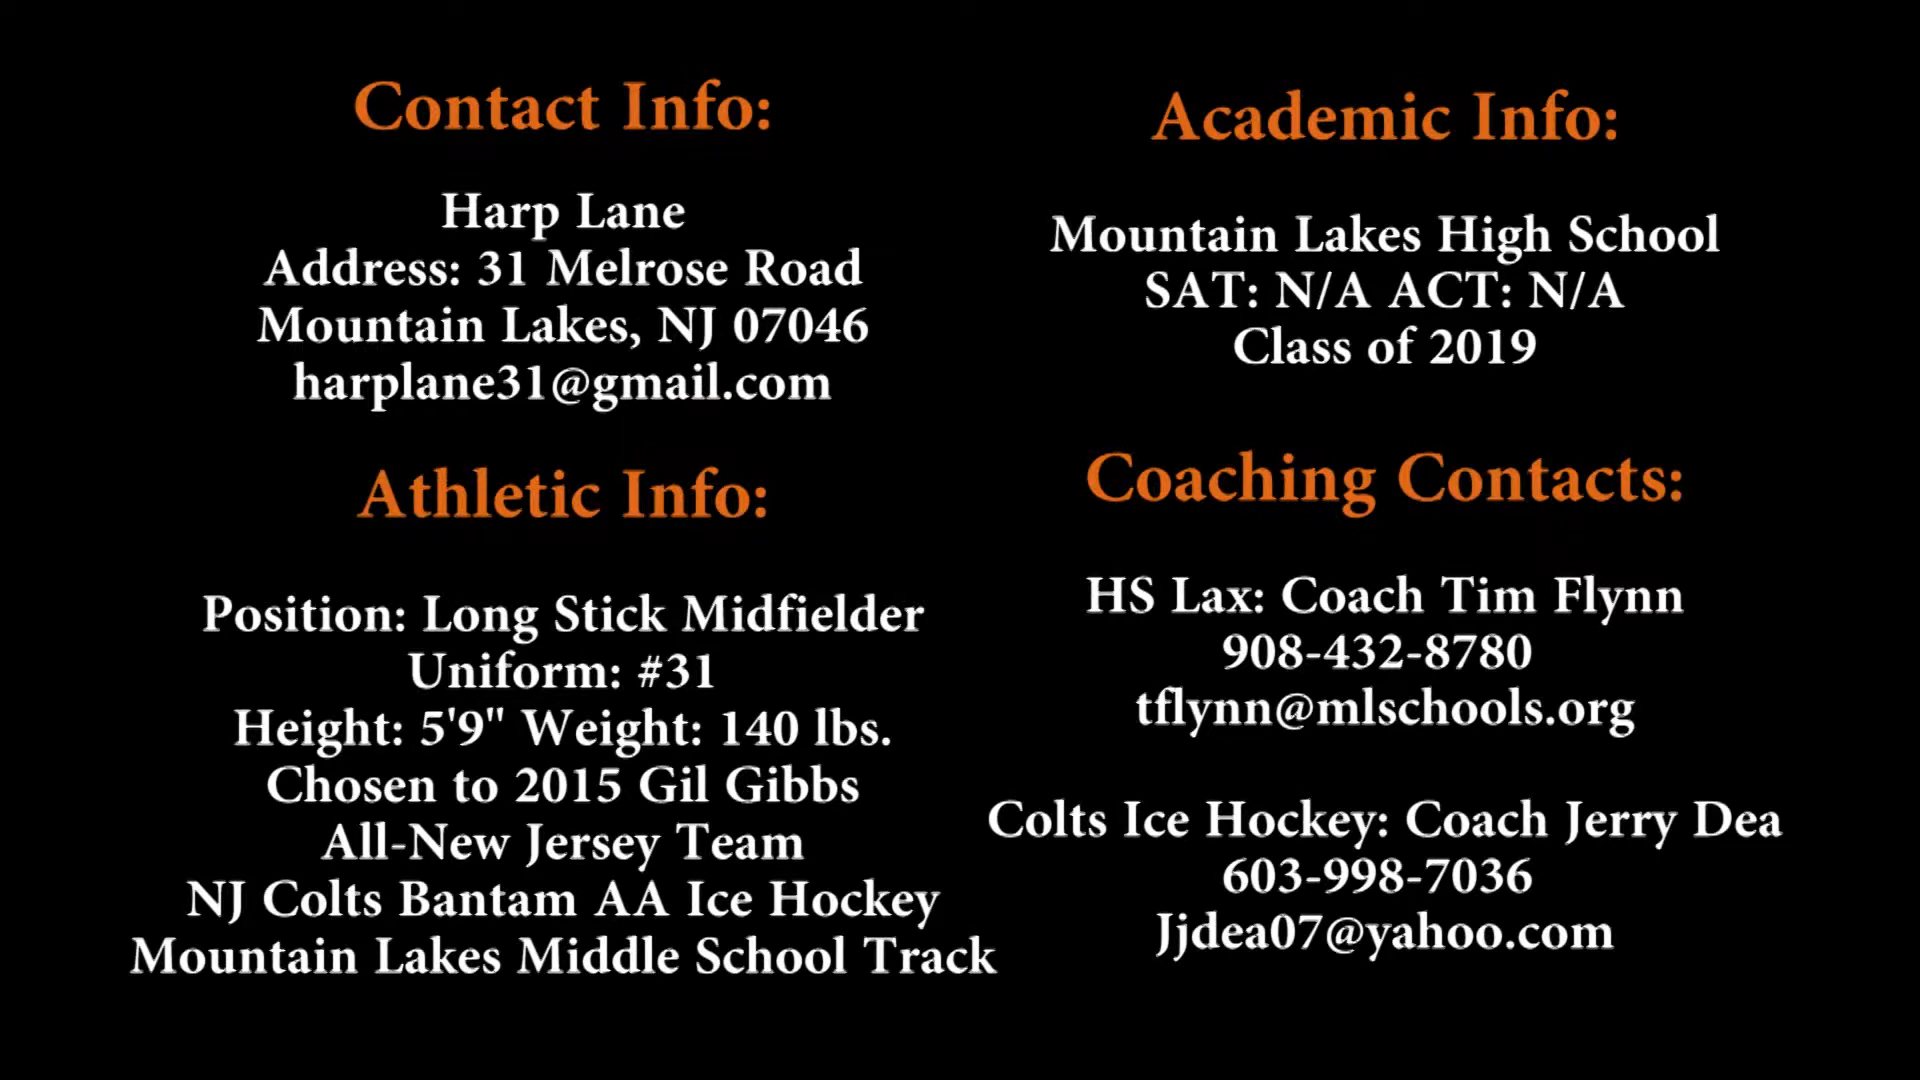 Contact Info:
Harp Lane
Address: 31 Melrose Road
Mountain Lakes, NJ 07046
harplane31@gmail.com
Athletic Info:
Position: Long Stick Midfielder
Uniform: #31
Height: 5'9" Weight: 140 lbs.
Chosen to 2015 Gil Gibbs
All-New Jersey Team
NJ Colts Bantam AA Ice Hockey
Mountain Lakes Middle School Track
Academic Info:
Mountain Lakes High School
SAT: N/A ACT: N/A
Class of 2019
Coaching Contacts:
HS Lax: Coach Tim Flynn
908-432-8780
tflynn@mlschools.org
Colts Ice Hockey: Coach Jerry Dea
603-998-7036
Jjdea07@yahoo.com